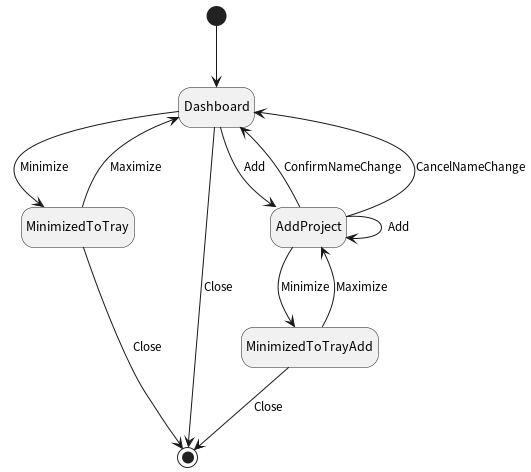 Dashboard
Minimize
Maximize
Add
ConfirmNameChange
CancelNameChange
MinimizedToTray
AddProject
Add
Close
Minimize
Maximize
Close
MinimizedToTrayAdd
Close